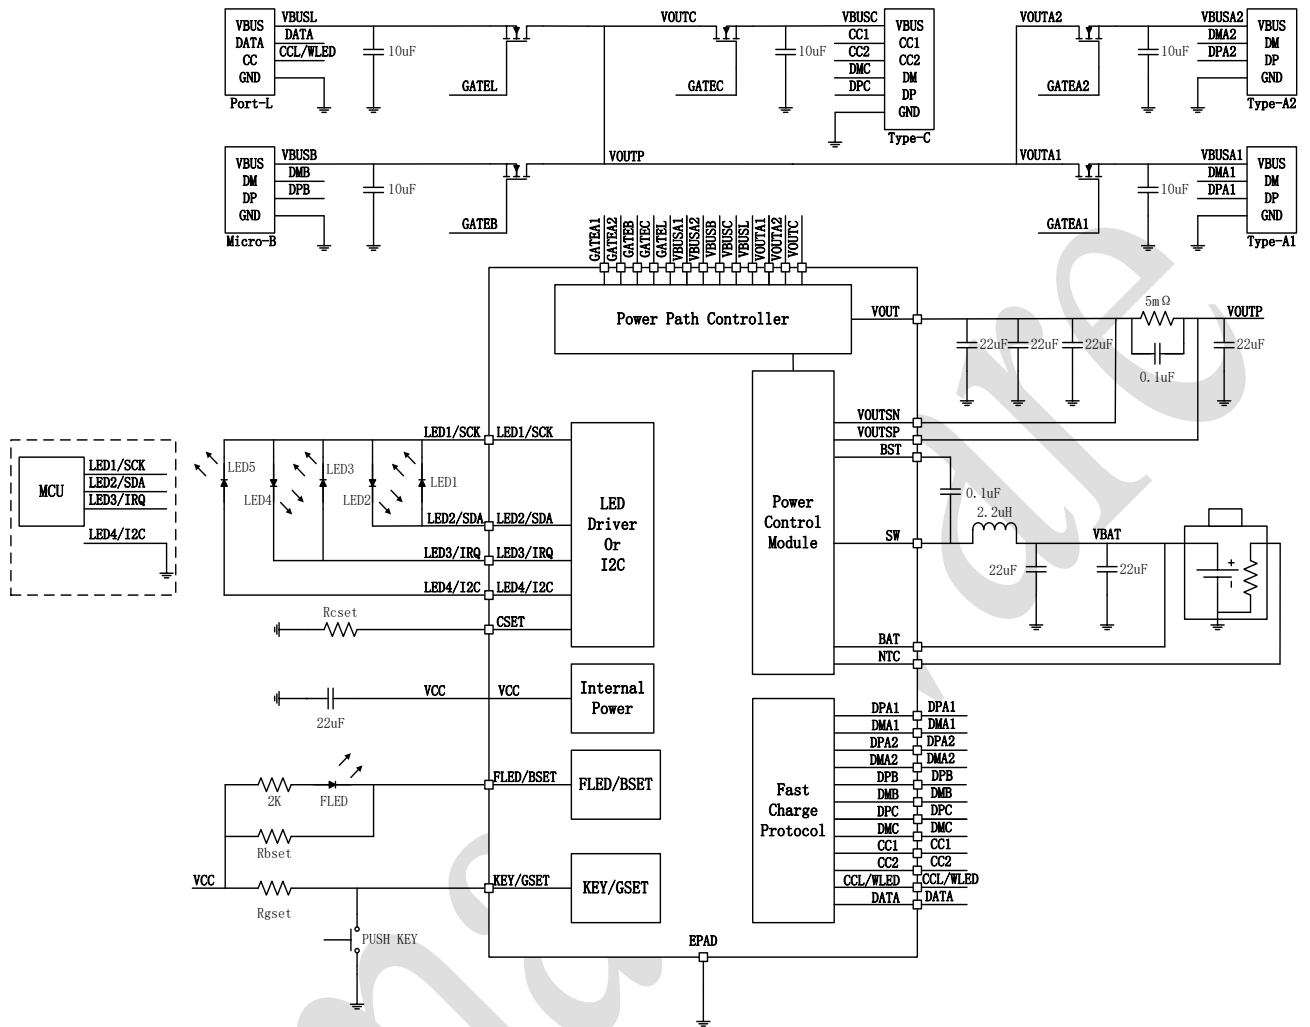 VBUS
DATA
CC
GND
Port-L
VBUSL
DATA
CCL/WLED
10uF
GATEL
VOUTC
GATEC
VBUSC
CC1
CC2
DMC
DPC
10uF
VBUS
CC1
CC2
DM
DP
GND
Type-C
VOUTA2
GATEA2
VBUSA2
DMA2
DPA2
10uF
VBUS
DM
DP
GND
Type-A2
VBUS
DM
DP
GND
Micro-B
VBUSB
DMB
DPB
10uF
GATEB
VOUTP
VOUTA1
GATEA1
VBUSA1
DMA1
DPA1
10uF
VBUS
DM
DP
GND
Type-A1
GATEA1
GATEA2
GATEB
GATEC
GATEL
VBUSA1
VBUSA2
VBUSB
VBUSC
VBUSL
VOUTA1
VOUTA2
VOUTC
Power Path Controller
VOUT
22uF
22uF
22uF
5mΩ
0.1uF
VOUTP
22uF
VOUTSN
VOUTSP
BST
0.1uF
2.2uH
SW
VBAT
22uF
22uF
+
-
BAT
NTC
Power
Control
Module
MCU
LED1/SCK
LED2/SDA
LED3/IRQ
LED4/I2C
LED5
LED4
LED3
LED2
LED1
LED1/SCK
LED1/SCK
LED2/SDA
LED2/SDA
LED3/IRQ
LED3/IRQ
LED4/I2C
LED4/I2C
LED
Driver
Or
I2C
Rcset
CSET
22uF
VCC
VCC
Internal
Power
2K
FLED
FLED/BSET
FLED/BSET
Rbset
VCC
Rgset
KEY/GSET
KEY/GSET
PUSH KEY
Fast
Charge
Protocol
DPA1
DPA1
DMA1
DMA1
DPA2
DPA2
DMA2
DMA2
DPB
DPB
DMB
DMB
DPC
DPC
DMC
DMC
CC1
CC1
CC2
CC2
CCL/WLED
CCL/WLED
DATA
DATA
EPAD